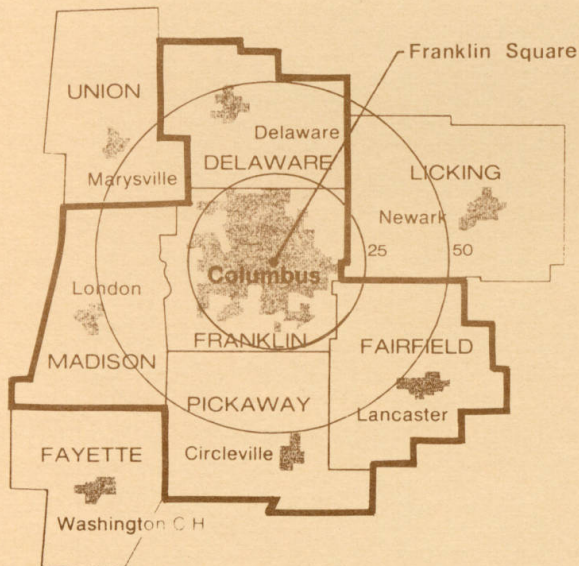 Franklin Square
UNION
Delaware
DELAWARE
Marysville
LICKING
Newark
25
50
Columbus
London
FRANKLIN
FAIRFIELD
MADISON
PICKAWAY
Lancaster
FAYETTE
Circleville
Washington C H